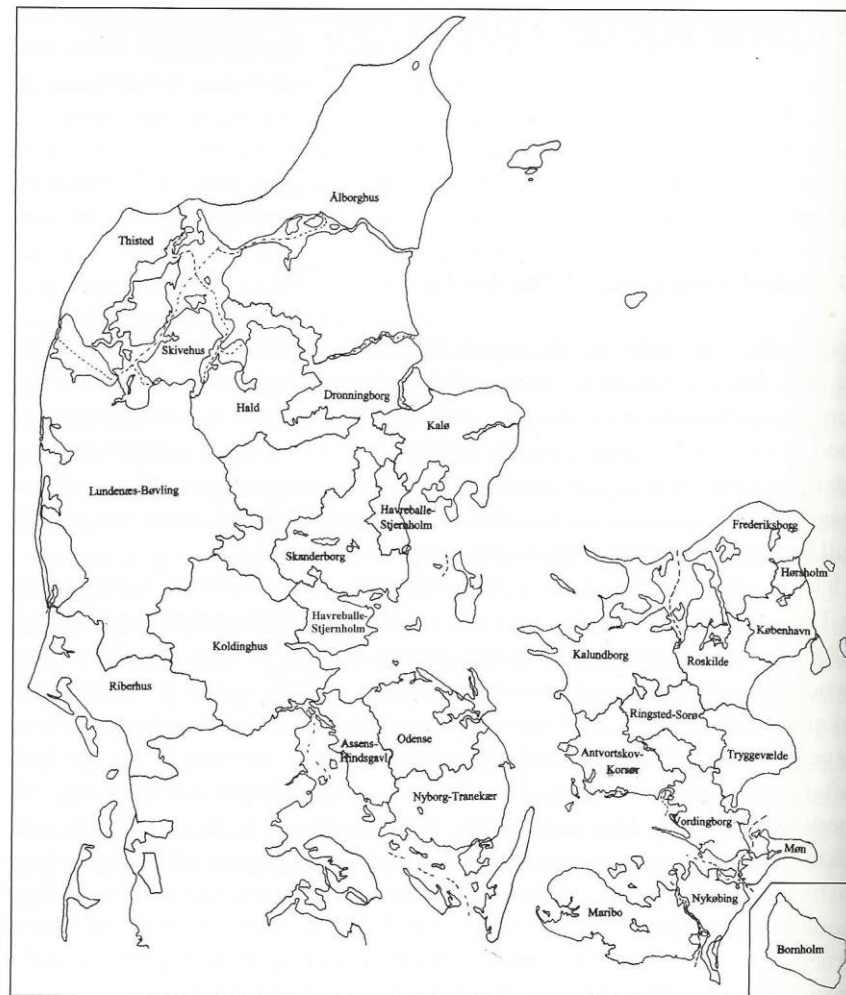 Ålborghus
Thisted
Skivehus
Hald
Dronningborg
Kalø
Lundenæs-Bøvling
Havreballe-
Stjernholm
Skanderborg
Frederiksborg
Hørsholm
København
Havreballe-
Stjernholm
Koldinghus
Kalundborg
Roskilde
Riberhus
Ringsted-Sorø
Assens-
Hindsgavl
Odense
Antvortskov-
Korsør
Tryggevælde
Nyborg-Tranekær
Vordingborg
Møn
Maribo
Nykøbing
Bornholm